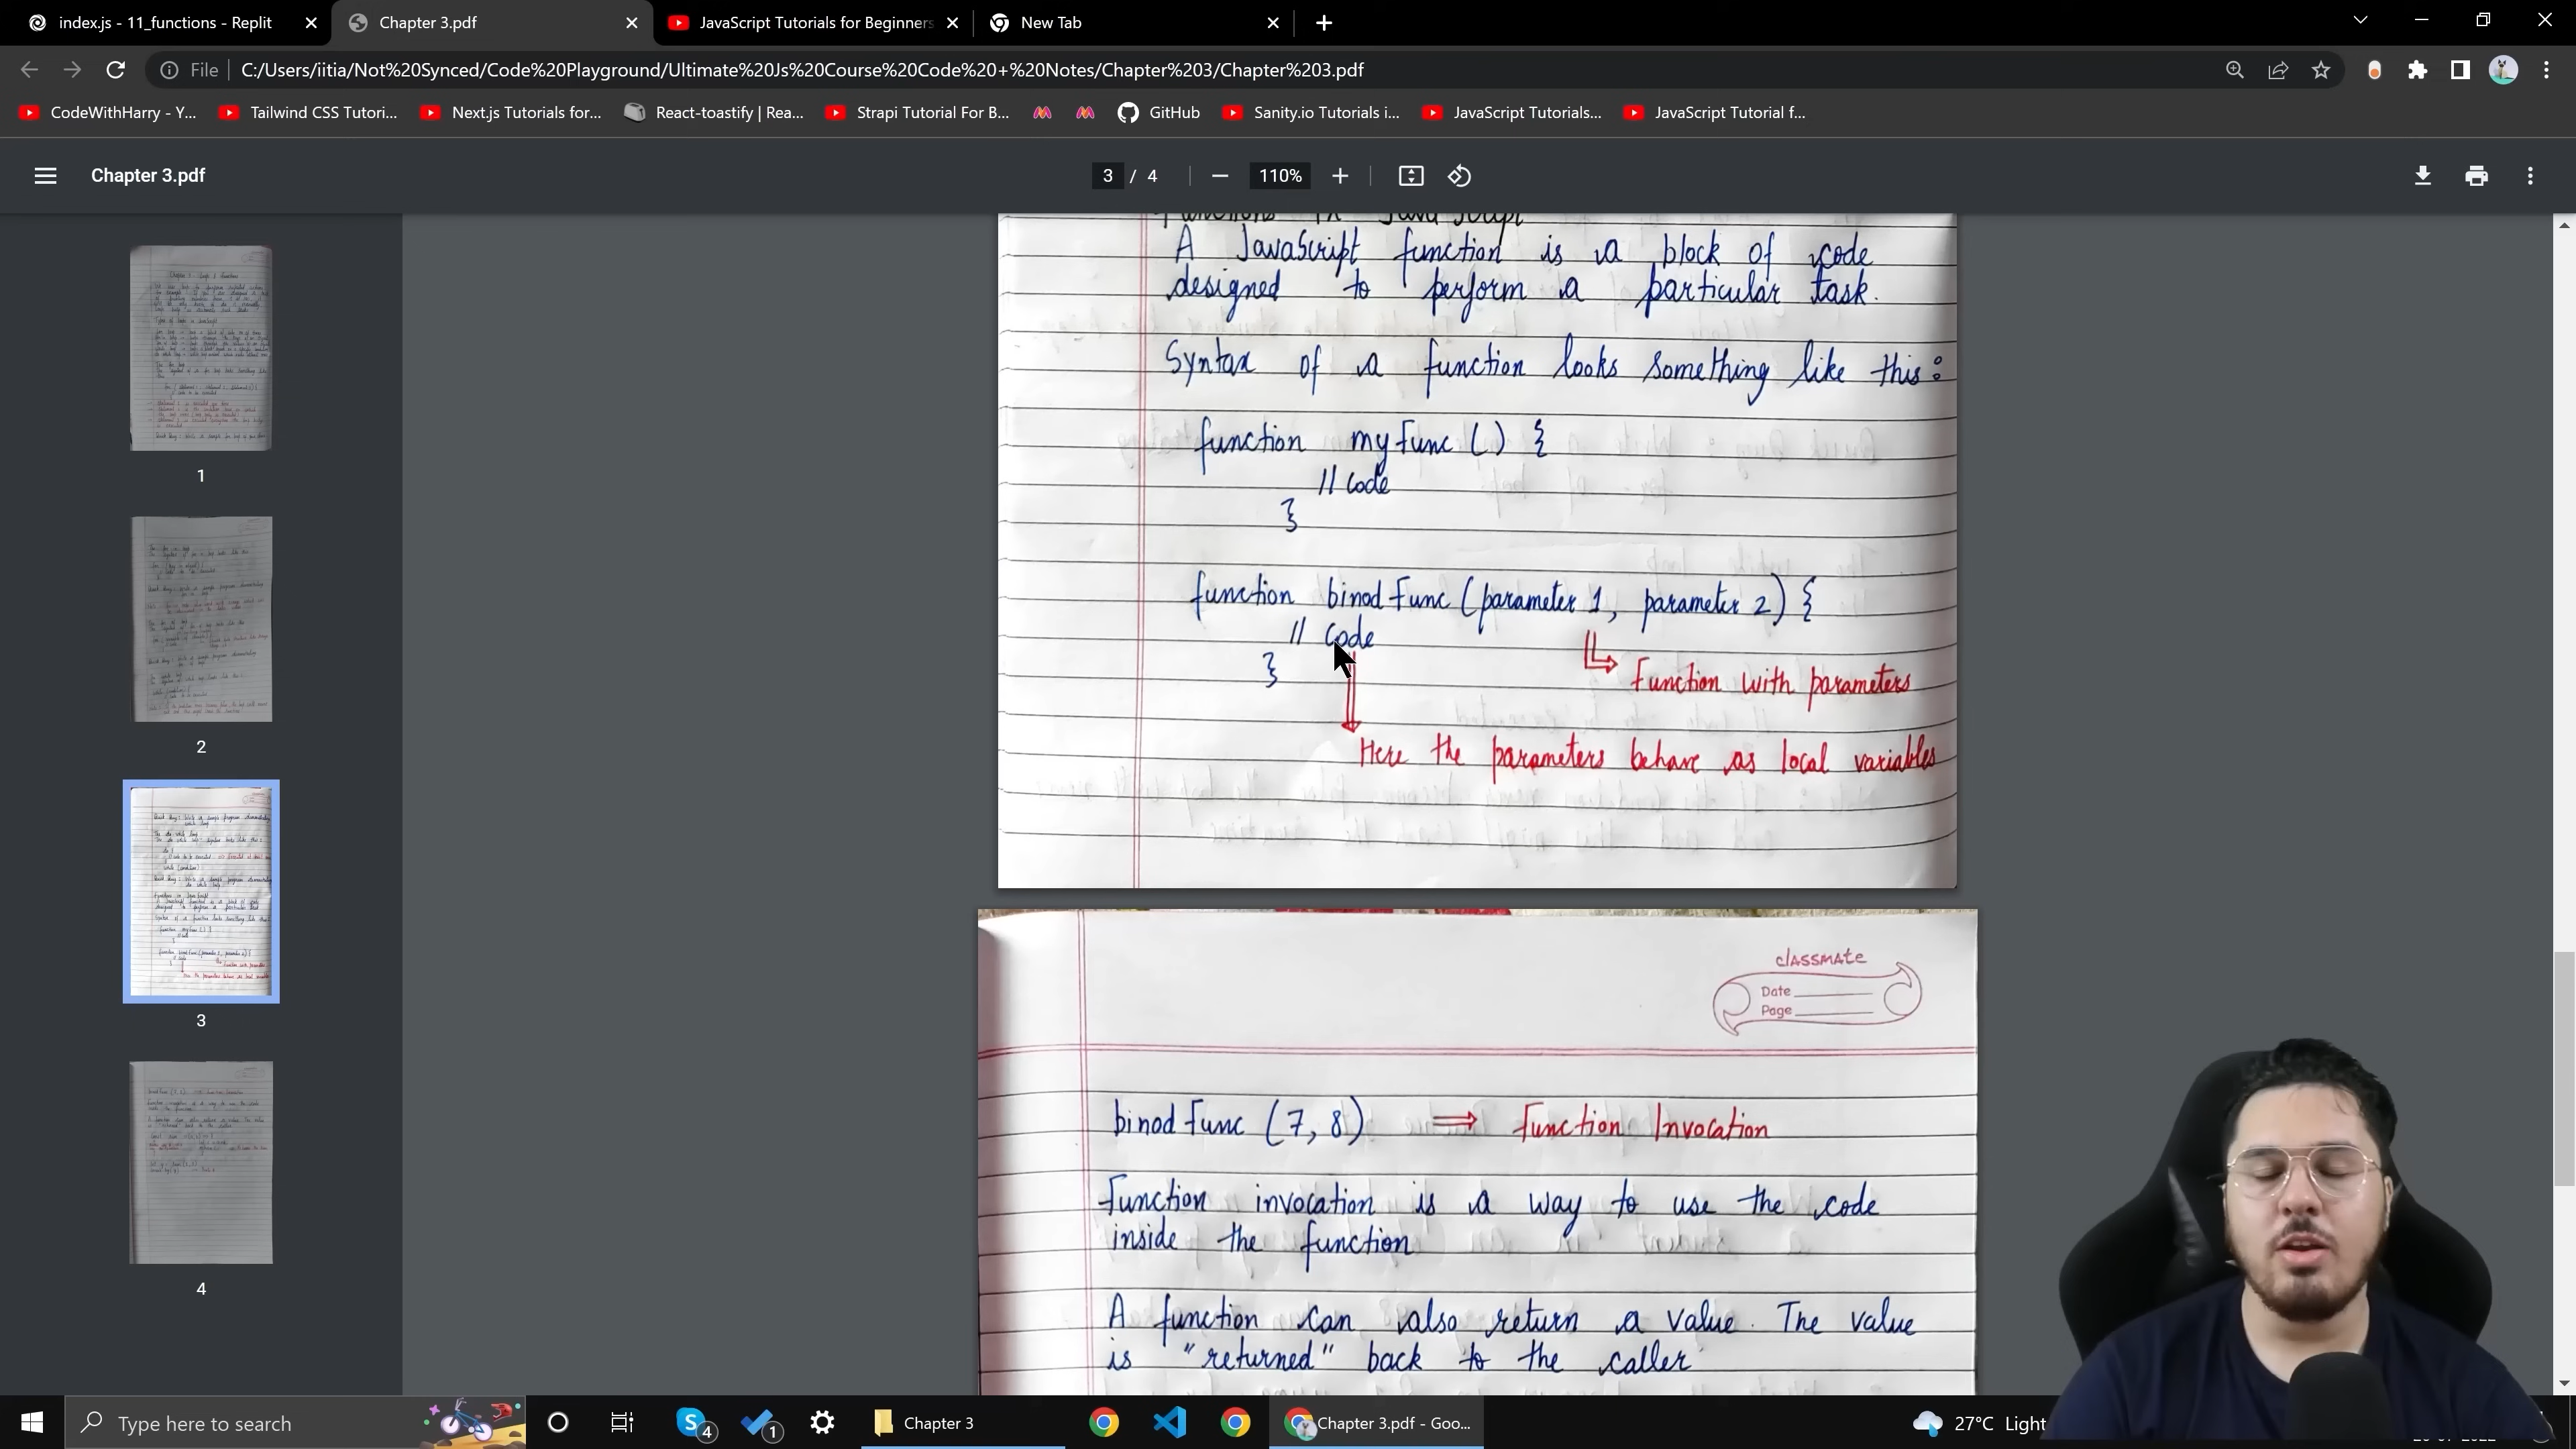 index.js - 11_functions - Replit
Chapter 3.pdf
JavaScript Tutorials for Beginners
New Tab
File
C:/Users/iitia/Not%20Synced/Code%20Playground/Ultimate%20Js%20Course%20Code%20+%20Notes/Chapter%203/Chapter%203.pdf
CodeWithHarry - Y...
Tailwind CSS Tutori...
Next.js Tutorials for...
React-toastify | Rea...
Strapi Tutorial For B...
GitHub
Sanity.io Tutorials i...
JavaScript Tutorials...
JavaScript Tutorial f...
Chapter 3.pdf
3 / 4
110%
1
2
3
4
Functions in JavaScript
A JavaScript function is a block of code
designed to perform a particular task.
Syntax of a function looks something like this:
function myFunc () {
// code
}
function binodFunc (parameter 1, parameter 2) {
// code
}
Function with parameters
Here the parameters behave as local variables
classmate
Date
Page
binodFunc (7, 8) ⇒ Function Invocation
Function invocation is a way to use the code
inside the function
A function can also return a value. The value
is "returned" back to the caller
Type here to search
4
1
Chapter 3
Chapter 3.pdf - Goo...
27°C Light